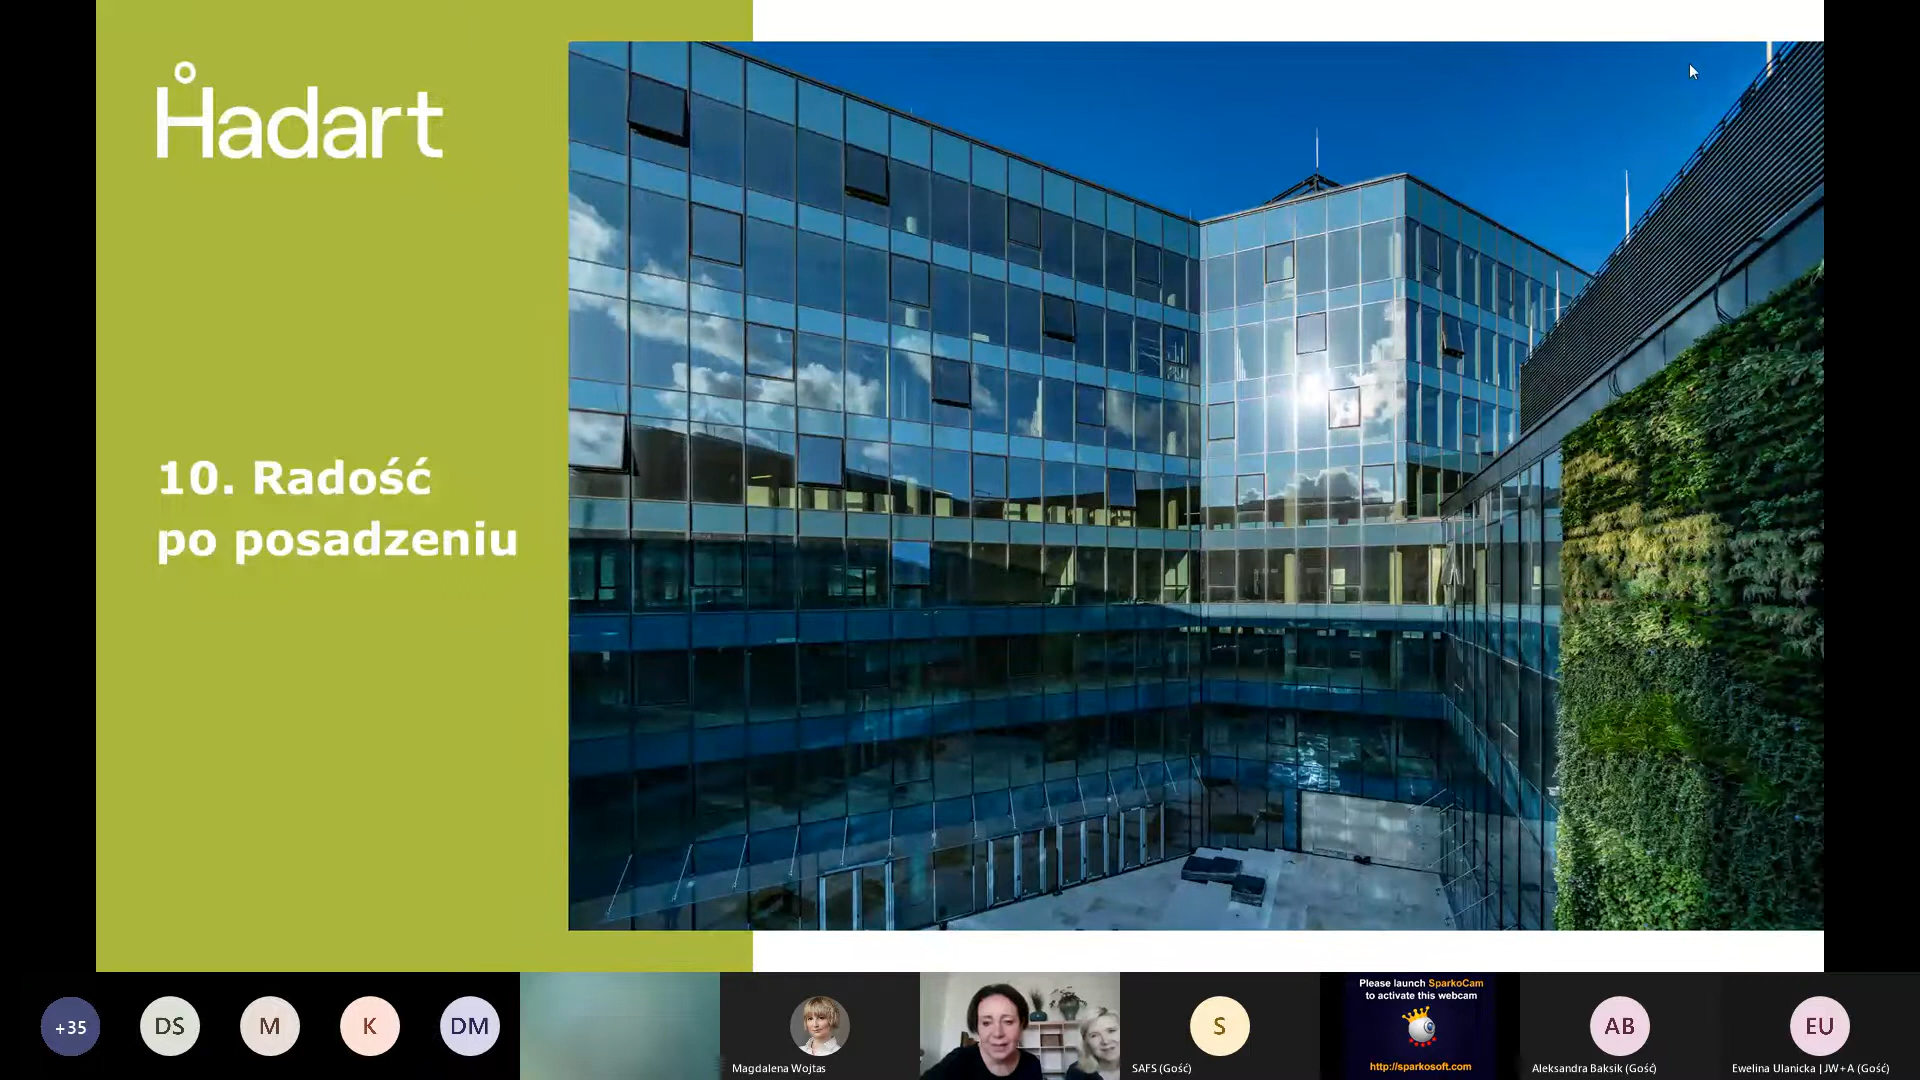 Hadart
10. Radość
po posadzeniu
+35
DS
M
K
DM
Magdalena Wojtas
S
SAFS (Gość)
Please launch SparkoCam
to activate this webcam
http://sparkosoft.com
AB
Aleksandra Baksik (Gość)
EU
Ewelina Ulanicka | JW+A (Gość)